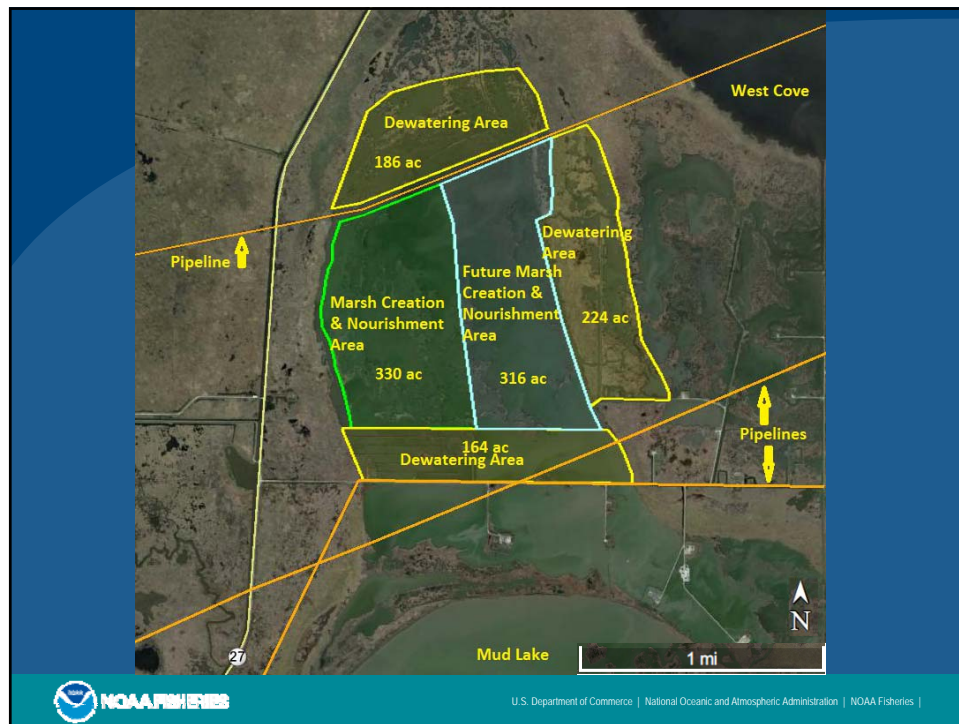 West Cove
Dewatering Area
186 ac
Dewatering
Area
Pipeline
Future Marsh
Creation &
Nourishment
Area
Marsh Creation
& Nourishment
Area
224 ac
330 ac
316 ac
Pipelines
164 ac
Dewatering Area
N
27
Mud Lake
1 mi
NOAA
NOAA FISHERIES
U.S. Department of Commerce | National Oceanic and Atmospheric Administration | NOAA Fisheries |